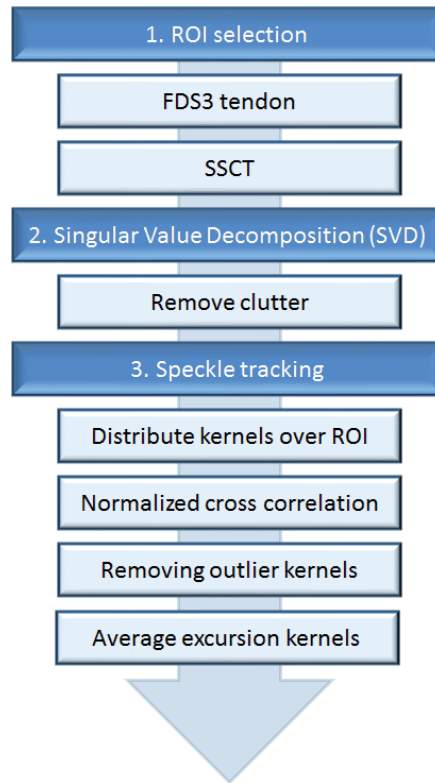 1. ROI selection
FDS3 tendon
SSCT
2. Singular Value Decomposition (SVD)
Remove clutter
3. Speckle tracking
Distribute kernels over ROI
Normalized cross correlation
Removing outlier kernels
Average excursion kernels